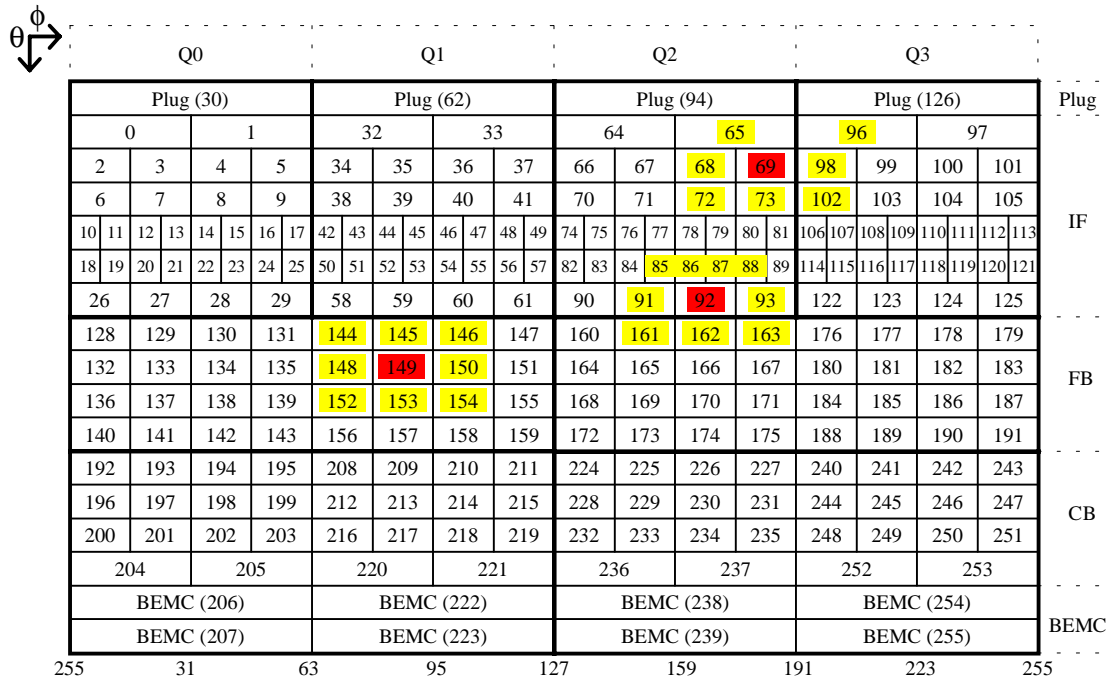 ϕ
θ
Q0 Q1 Q2 Q3
Plug (30) Plug (62) Plug (94) Plug (126) Plug
0 1 32 33 64 65 96 97
2 3 4 5 34 35 36 37 66 67 68 69 98 99 100 101
6 7 8 9 38 39 40 41 70 71 72 73 102 103 104 105
IF
10 11 12 13 14 15 16 17 42 43 44 45 46 47 48 49 74 75 76 77 78 79 80 81 106 107 108 109 110 111 112 113
18 19 20 21 22 23 24 25 50 51 52 53 54 55 56 57 82 83 84 85 86 87 88 89 114 115 116 117 118 119 120 121
26 27 28 29 58 59 60 61 90 91 92 93 122 123 124 125
128 129 130 131 144 145 146 147 160 161 162 163 176 177 178 179
132 133 134 135 148 149 150 151 164 165 166 167 180 181 182 183
FB
136 137 138 139 152 153 154 155 168 169 170 171 184 185 186 187
140 141 142 143 156 157 158 159 172 173 174 175 188 189 190 191
192 193 194 195 208 209 210 211 224 225 226 227 240 241 242 243
196 197 198 199 212 213 214 215 228 229 230 231 244 245 246 247
CB
200 201 202 203 216 217 218 219 232 233 234 235 248 249 250 251
204 205 220 221 236 237 252 253
BEMC (206) BEMC (222) BEMC (238) BEMC (254)
BEMC
BEMC (207) BEMC (223) BEMC (239) BEMC (255)
255 31 63 95 127 159 191 223 255